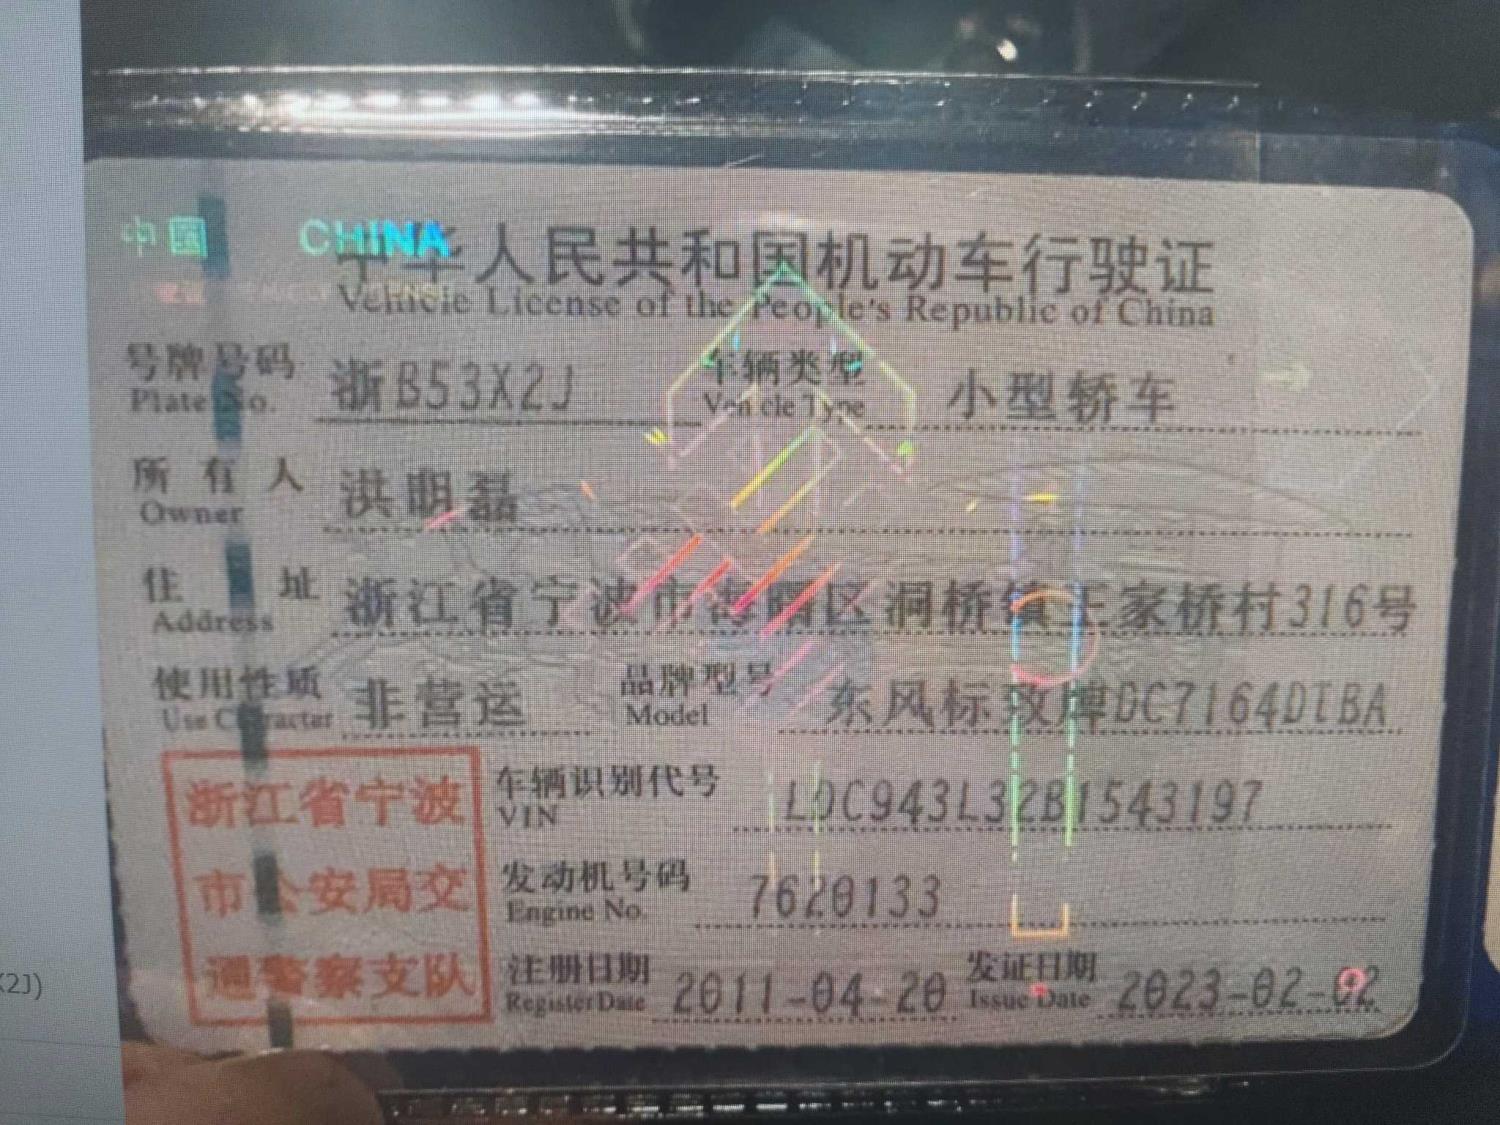 中国 CHINA
中华人民共和国机动车行驶证
Vehicle License of the People's Republic of China
号牌号码 浙B53X2J 车辆类型 小型轿车
Plate No. Vehicle Type
所有人 洪明磊
Owner
住址 浙江省宁波市海曙区洞桥镇王家桥村316号
Address
使用性质 非营运 品牌型号 东风标致牌DC7164DTBA
Use Character Model
浙江省宁波 车辆识别代号 LDC943L32B1543197
VIN
市公安局交 发动机号码 7620133
Engine No.
通警察支队 注册日期 2011-04-20 发证日期 2023-02-02
Register Date Issue Date
X2J)